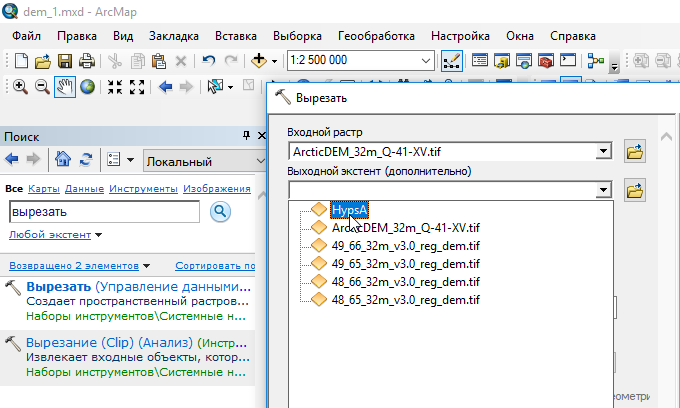 dem_1.mxd - ArcMap
Файл Правка Вид Закладка Вставка Выборка Геообработка Настройка Окна Справка
1:2 500 000
Вырезать
Поиск
Локальный
Все Карты Данные Инструменты Изображения
вырезать
Любой экстент
Возвращено 2 элементов Сортировать по
Вырезать (Управление данными...
Создает пространственный растров...
Наборы инструментов\Системные н...
Вырезание (Clip) (Анализ) (Инстр...
Извлекает входные объекты, котор...
Наборы инструментов\Системные н...
Входной растр
ArcticDEM_32m_Q-41-XV.tif
Выходной экстент (дополнительно)
HypsA
ArcticDEM_32m_Q-41-XV.tif
49_66_32m_v3.0_reg_dem.tif
49_65_32m_v3.0_reg_dem.tif
48_66_32m_v3.0_reg_dem.tif
48_65_32m_v3.0_reg_dem.tif